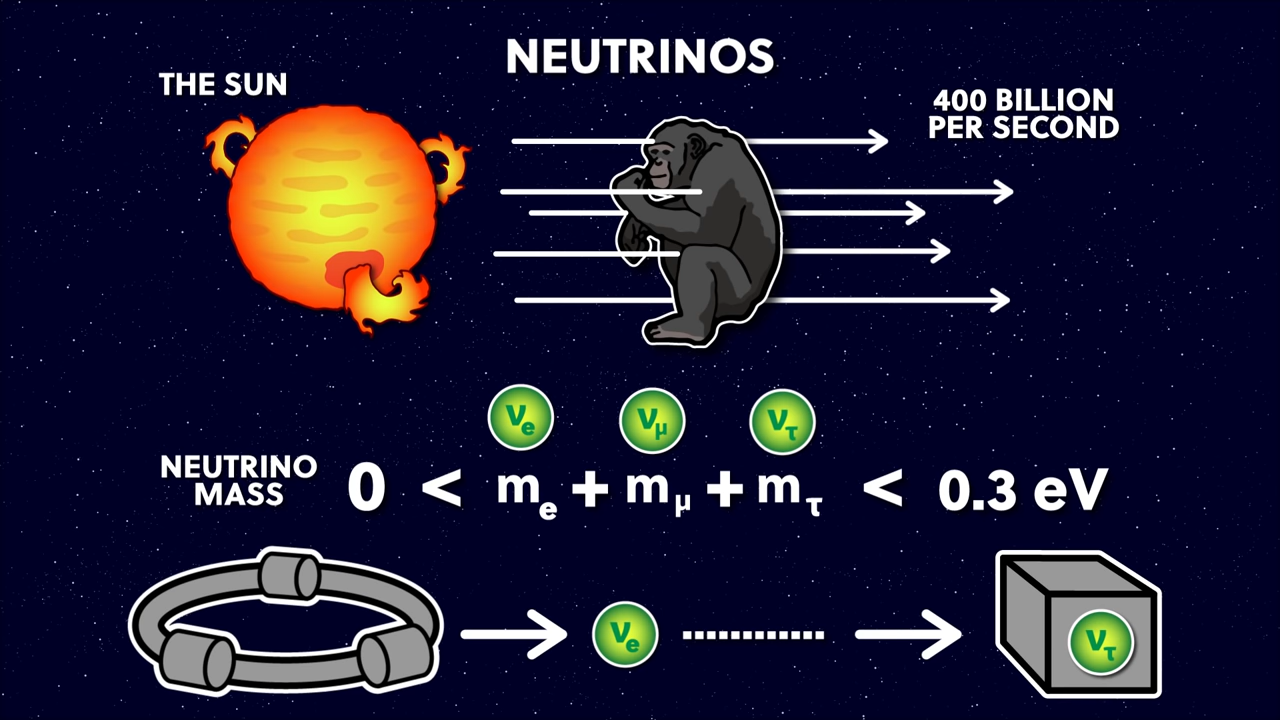 NEUTRINOS
THE SUN
400 BILLION
PER SECOND
νe νμ ντ
NEUTRINO
MASS
0 < me + mμ + mτ < 0.3 eV
νe
ντ